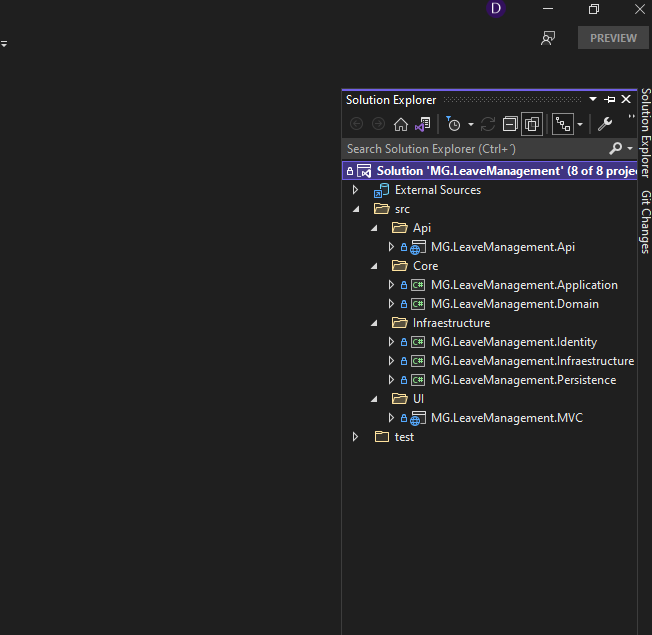 D
PREVIEW
Solution Explorer
Search Solution Explorer (Ctrl+´)
Solution 'MG.LeaveManagement' (8 of 8 proje
External Sources
src
Api
MG.LeaveManagement.Api
Core
C# MG.LeaveManagement.Application
C# MG.LeaveManagement.Domain
Infraestructure
C# MG.LeaveManagement.Identity
C# MG.LeaveManagement.Infraestructure
C# MG.LeaveManagement.Persistence
UI
MG.LeaveManagement.MVC
test
Solution Explorer
Git Changes